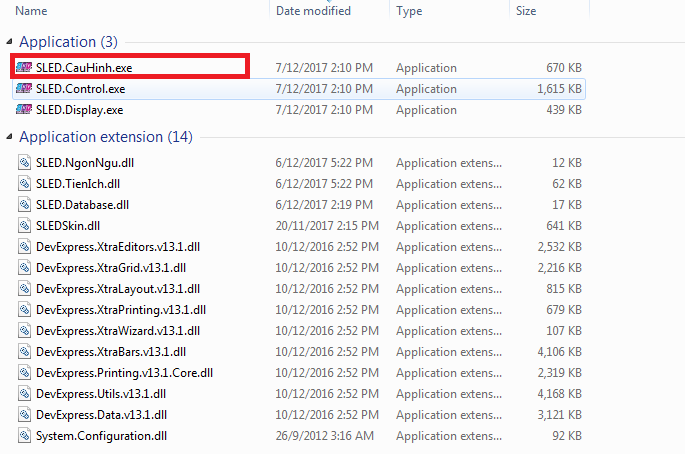 Name Date modified Type Size
Application (3)
SLED.CauHinh.exe 7/12/2017 2:10 PM Application 670 KB
SLED.Control.exe 7/12/2017 2:10 PM Application 1,615 KB
SLED.Display.exe 7/12/2017 2:10 PM Application 439 KB
Application extension (14)
SLED.NgonNgu.dll 6/12/2017 5:22 PM Application extens... 12 KB
SLED.TienIch.dll 6/12/2017 5:22 PM Application extens... 62 KB
SLED.Database.dll 6/12/2017 2:19 PM Application extens... 17 KB
SLEDSkin.dll 20/11/2017 2:15 PM Application extens... 641 KB
DevExpress.XtraEditors.v13.1.dll 10/12/2016 2:52 PM Application extens... 2,532 KB
DevExpress.XtraGrid.v13.1.dll 10/12/2016 2:52 PM Application extens... 2,216 KB
DevExpress.XtraLayout.v13.1.dll 10/12/2016 2:52 PM Application extens... 815 KB
DevExpress.XtraPrinting.v13.1.dll 10/12/2016 2:52 PM Application extens... 679 KB
DevExpress.XtraWizard.v13.1.dll 10/12/2016 2:52 PM Application extens... 107 KB
DevExpress.XtraBars.v13.1.dll 10/12/2016 2:52 PM Application extens... 4,106 KB
DevExpress.Printing.v13.1.Core.dll 10/12/2016 2:52 PM Application extens... 2,319 KB
DevExpress.Utils.v13.1.dll 10/12/2016 2:52 PM Application extens... 4,168 KB
DevExpress.Data.v13.1.dll 10/12/2016 2:52 PM Application extens... 3,121 KB
System.Configuration.dll 26/9/2012 3:16 AM Application extens... 92 KB